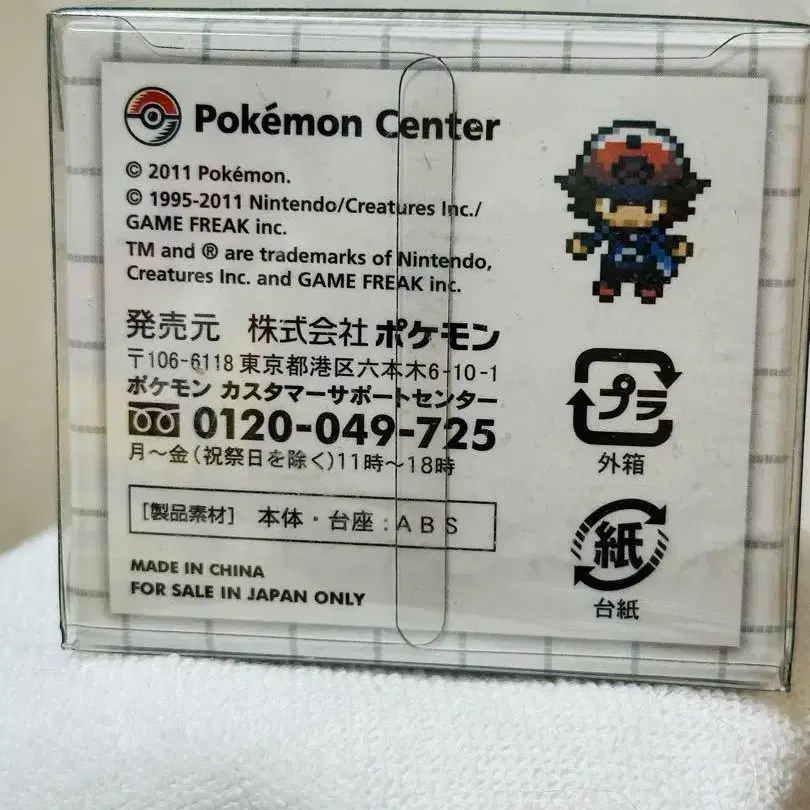 Pokémon Center
© 2011 Pokémon.
© 1995-2011 Nintendo/Creatures Inc./
GAME FREAK inc.
TM and ® are trademarks of Nintendo,
Creatures Inc. and GAME FREAK inc.
発売元 株式会社ポケモン
〒106-6118 東京都港区六本木6-10-1
ポケモン カスタマーサポートセンター
0120-049-725
月～金(祝祭日を除く)11時～18時
[製品素材] 本体・台座:ABS
MADE IN CHINA
FOR SALE IN JAPAN ONLY
プラ
外箱
紙
台紙